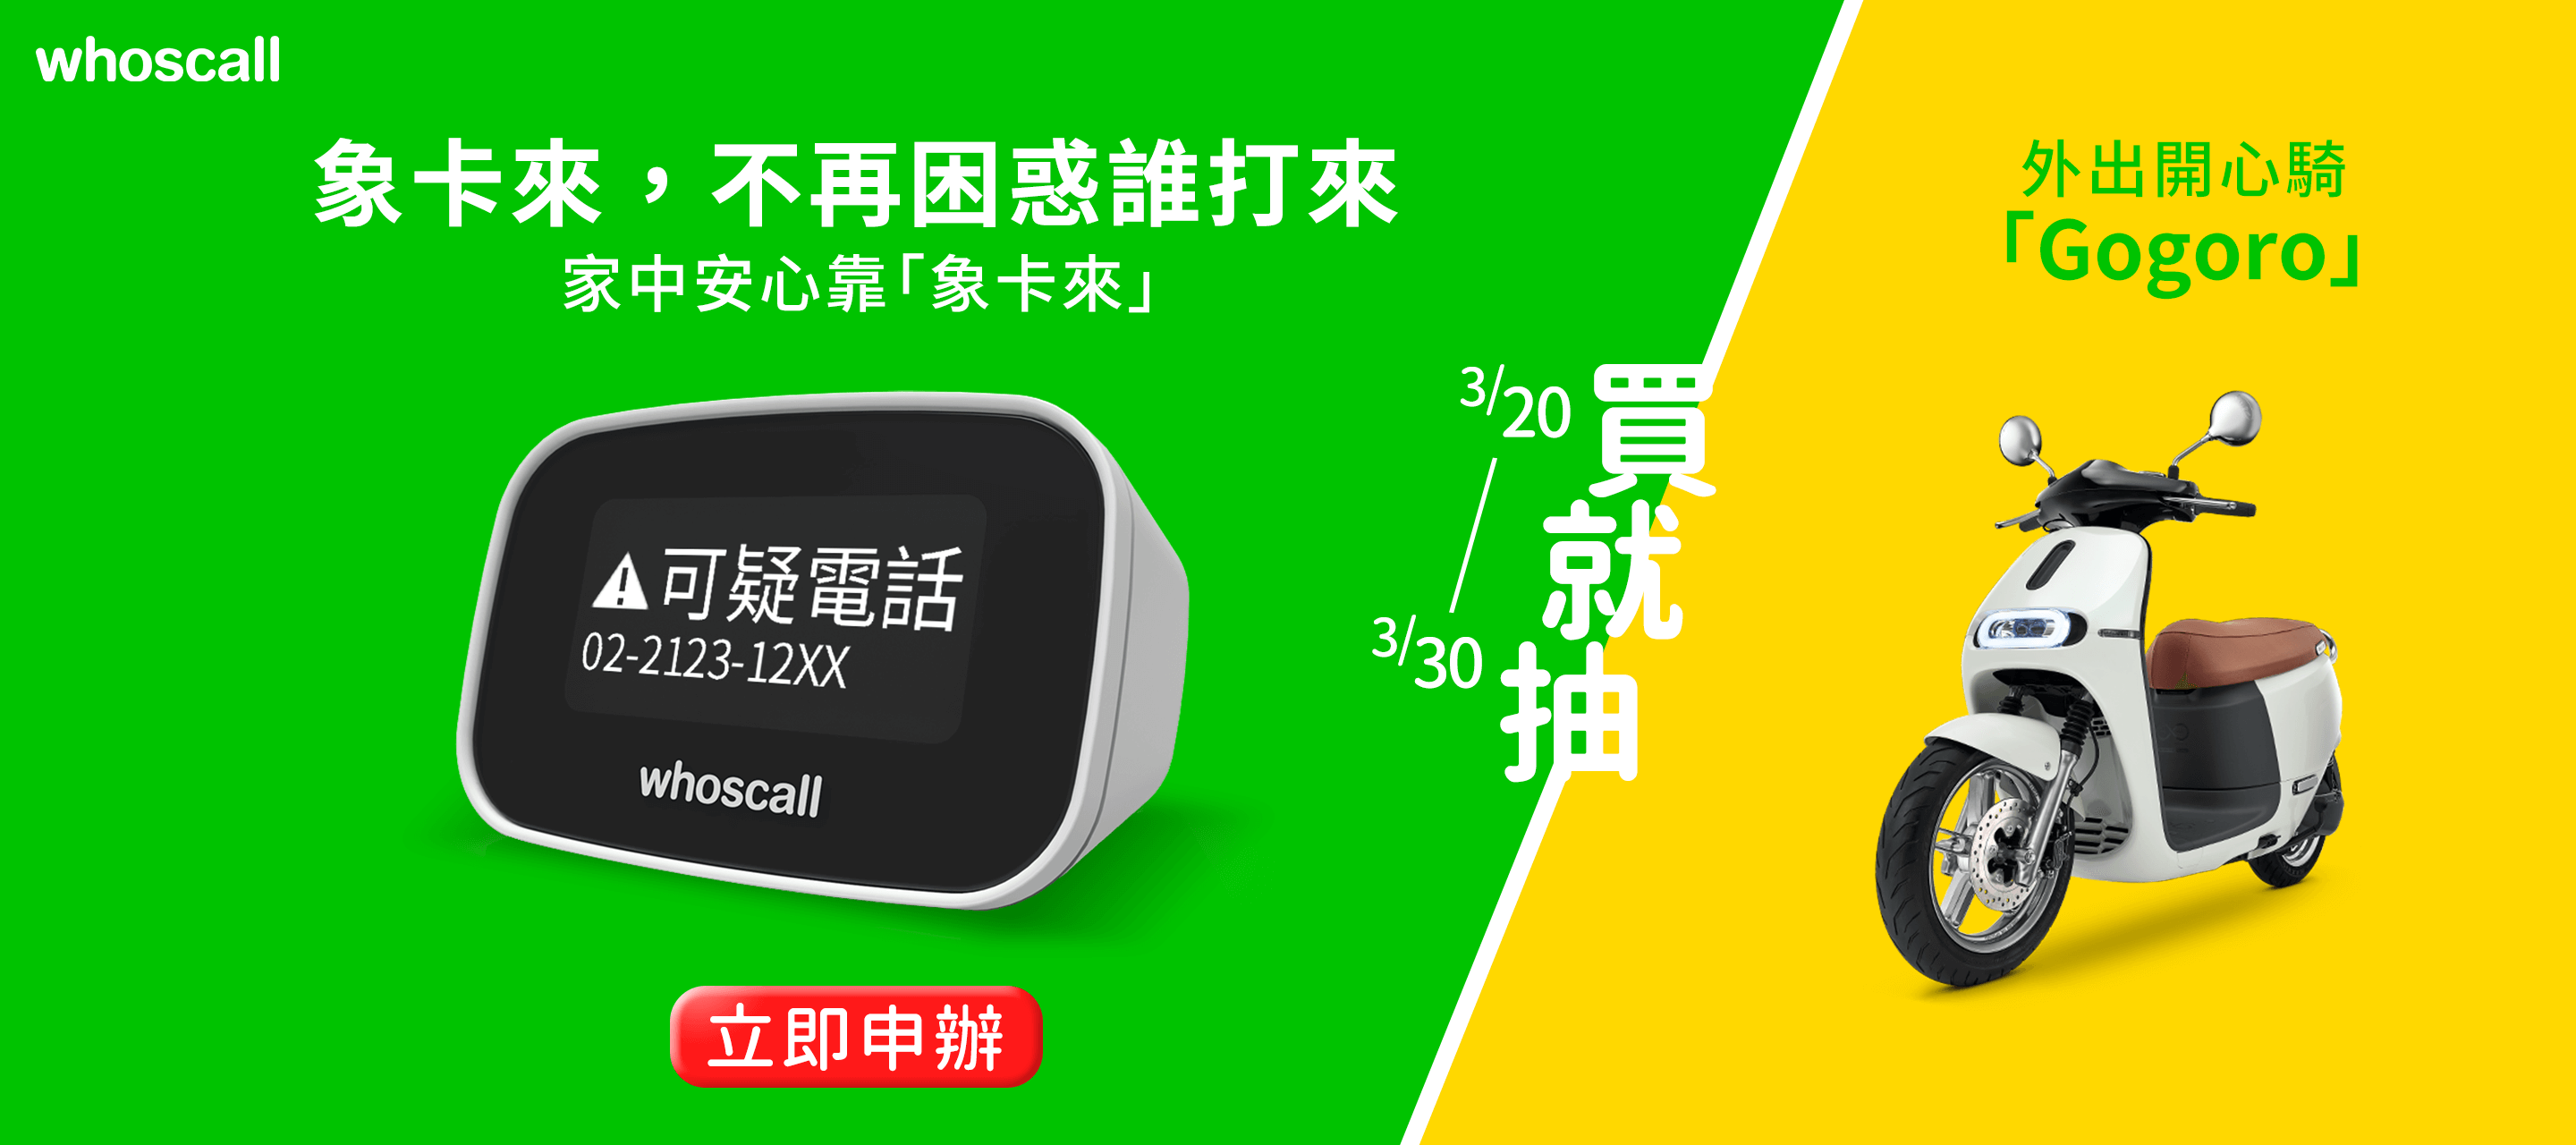 whoscall
象卡來，不再困惑誰打來
家中安心靠「象卡來」
可疑電話
02-2123-12XX
whoscall
立即申辦
3/20
3/30
買就抽
外出開心騎
「Gogoro」